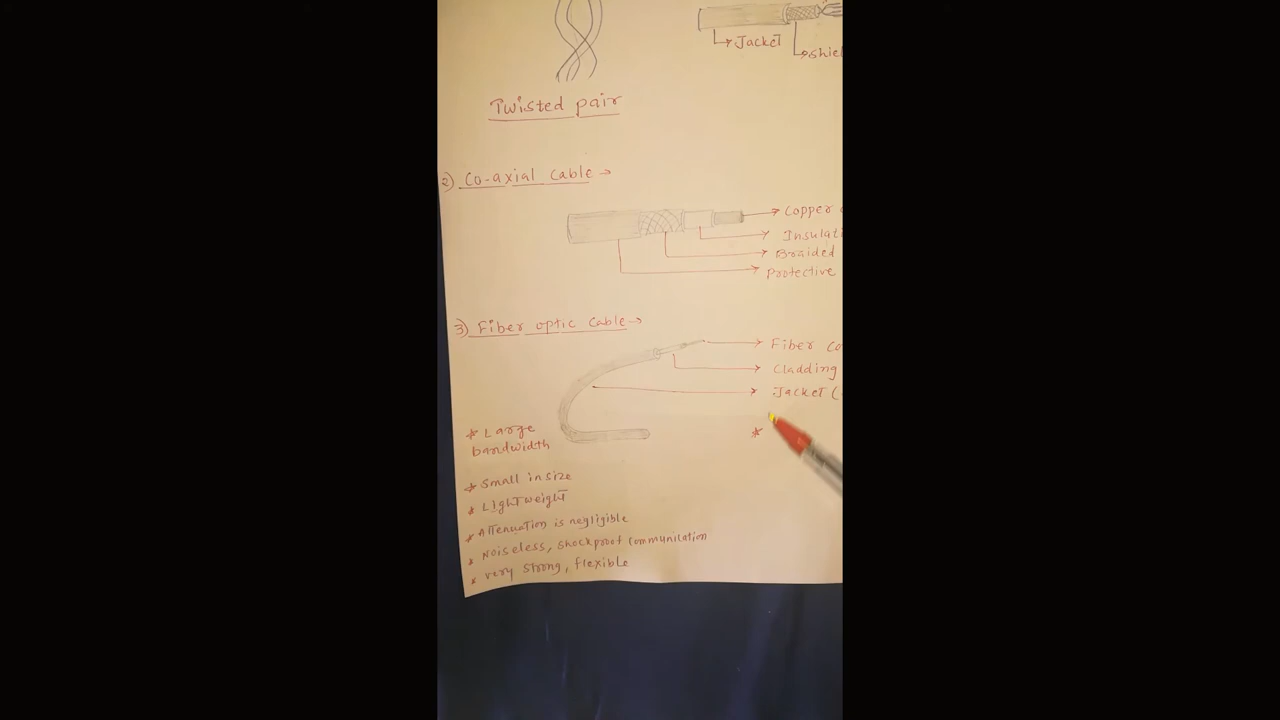 Jacket
Twisted pair
2) Co-axial cable →
Copper
Braided
Protective
3) Fiber optic cable →
Fiber
Cladding
Jacket (
* Large
bandwidth
*
* Small in size
* Lightweight
* Attenuation is negligible
* Noiseless, shockproof communication
* very strong, flexible